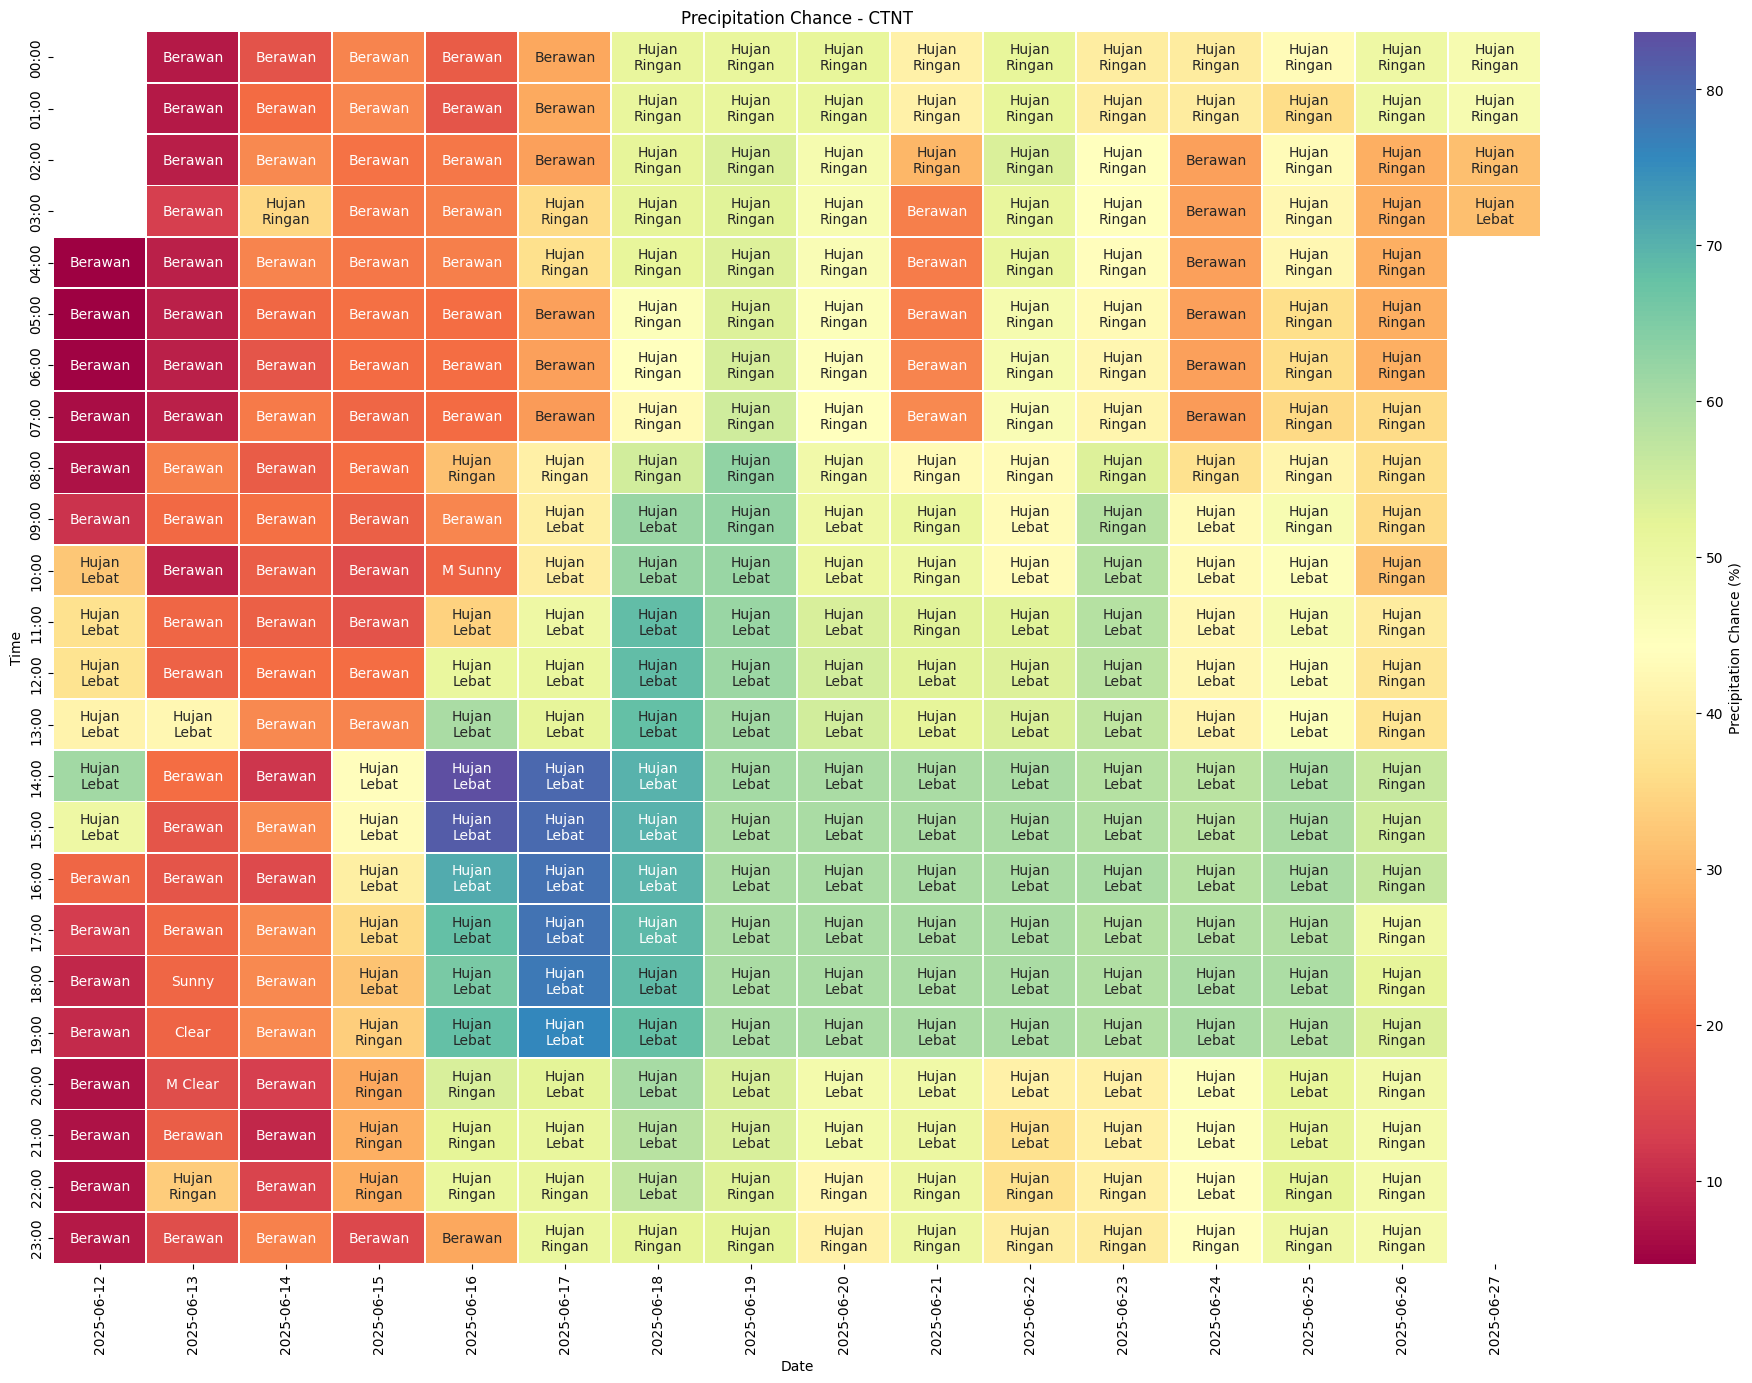 Precipitation Chance - CTNT
00:00 Berawan Berawan Berawan Berawan Berawan Hujan Ringan Hujan Ringan Hujan Ringan Hujan Ringan Hujan Ringan Hujan Ringan Hujan Ringan Hujan Ringan Hujan Ringan Hujan Ringan
01:00 Berawan Berawan Berawan Berawan Berawan Hujan Ringan Hujan Ringan Hujan Ringan Hujan Ringan Hujan Ringan Hujan Ringan Hujan Ringan Hujan Ringan Hujan Ringan Hujan Ringan
02:00 Berawan Berawan Berawan Berawan Berawan Hujan Ringan Hujan Ringan Hujan Ringan Hujan Ringan Hujan Ringan Hujan Ringan Berawan Hujan Ringan Hujan Ringan Hujan Ringan
03:00 Berawan Hujan Ringan Berawan Berawan Hujan Ringan Hujan Ringan Hujan Ringan Hujan Ringan Berawan Hujan Ringan Hujan Ringan Berawan Hujan Ringan Hujan Ringan Hujan Lebat
04:00 Berawan Berawan Berawan Berawan Berawan Hujan Ringan Hujan Ringan Hujan Ringan Hujan Ringan Berawan Hujan Ringan Hujan Ringan Berawan Hujan Ringan Hujan Ringan
05:00 Berawan Berawan Berawan Berawan Berawan Berawan Hujan Ringan Hujan Ringan Hujan Ringan Berawan Hujan Ringan Hujan Ringan Berawan Hujan Ringan Hujan Ringan
06:00 Berawan Berawan Berawan Berawan Berawan Berawan Hujan Ringan Hujan Ringan Hujan Ringan Berawan Hujan Ringan Hujan Ringan Berawan Hujan Ringan Hujan Ringan
07:00 Berawan Berawan Berawan Berawan Berawan Berawan Hujan Ringan Hujan Ringan Hujan Ringan Berawan Hujan Ringan Hujan Ringan Berawan Hujan Ringan Hujan Ringan
08:00 Berawan Berawan Berawan Berawan Hujan Ringan Hujan Ringan Hujan Ringan Hujan Ringan Hujan Ringan Hujan Ringan Hujan Ringan Hujan Ringan Hujan Ringan Hujan Ringan Hujan Ringan
09:00 Berawan Berawan Berawan Berawan Berawan Hujan Lebat Hujan Lebat Hujan Ringan Hujan Lebat Hujan Ringan Hujan Lebat Hujan Ringan Hujan Lebat Hujan Ringan Hujan Ringan
10:00 Hujan Lebat Berawan Berawan Berawan M Sunny Hujan Lebat Hujan Lebat Hujan Lebat Hujan Lebat Hujan Ringan Hujan Lebat Hujan Lebat Hujan Lebat Hujan Lebat Hujan Ringan
11:00 Hujan Lebat Berawan Berawan Berawan Hujan Lebat Hujan Lebat Hujan Lebat Hujan Lebat Hujan Lebat Hujan Ringan Hujan Lebat Hujan Lebat Hujan Lebat Hujan Lebat Hujan Ringan
12:00 Hujan Lebat Berawan Berawan Berawan Hujan Lebat Hujan Lebat Hujan Lebat Hujan Lebat Hujan Lebat Hujan Lebat Hujan Lebat Hujan Lebat Hujan Lebat Hujan Lebat Hujan Ringan
13:00 Hujan Lebat Hujan Lebat Berawan Berawan Hujan Lebat Hujan Lebat Hujan Lebat Hujan Lebat Hujan Lebat Hujan Lebat Hujan Lebat Hujan Lebat Hujan Lebat Hujan Lebat Hujan Ringan
14:00 Hujan Lebat Berawan Berawan Hujan Lebat Hujan Lebat Hujan Lebat Hujan Lebat Hujan Lebat Hujan Lebat Hujan Lebat Hujan Lebat Hujan Lebat Hujan Lebat Hujan Lebat Hujan Ringan
15:00 Hujan Lebat Berawan Berawan Hujan Lebat Hujan Lebat Hujan Lebat Hujan Lebat Hujan Lebat Hujan Lebat Hujan Lebat Hujan Lebat Hujan Lebat Hujan Lebat Hujan Lebat Hujan Ringan
16:00 Berawan Berawan Berawan Hujan Lebat Hujan Lebat Hujan Lebat Hujan Lebat Hujan Lebat Hujan Lebat Hujan Lebat Hujan Lebat Hujan Lebat Hujan Lebat Hujan Lebat Hujan Ringan
17:00 Berawan Berawan Berawan Hujan Lebat Hujan Lebat Hujan Lebat Hujan Lebat Hujan Lebat Hujan Lebat Hujan Lebat Hujan Lebat Hujan Lebat Hujan Lebat Hujan Lebat Hujan Ringan
18:00 Berawan Sunny Berawan Hujan Lebat Hujan Lebat Hujan Lebat Hujan Lebat Hujan Lebat Hujan Lebat Hujan Lebat Hujan Lebat Hujan Lebat Hujan Lebat Hujan Lebat Hujan Ringan
19:00 Berawan Clear Berawan Hujan Ringan Hujan Lebat Hujan Lebat Hujan Lebat Hujan Lebat Hujan Lebat Hujan Lebat Hujan Lebat Hujan Lebat Hujan Lebat Hujan Lebat Hujan Ringan
20:00 Berawan M Clear Berawan Hujan Ringan Hujan Ringan Hujan Lebat Hujan Lebat Hujan Lebat Hujan Lebat Hujan Lebat Hujan Lebat Hujan Lebat Hujan Lebat Hujan Lebat Hujan Ringan
21:00 Berawan Berawan Berawan Hujan Ringan Hujan Ringan Hujan Lebat Hujan Lebat Hujan Lebat Hujan Lebat Hujan Lebat Hujan Lebat Hujan Lebat Hujan Lebat Hujan Lebat Hujan Ringan
22:00 Berawan Hujan Ringan Berawan Hujan Ringan Hujan Ringan Hujan Ringan Hujan Lebat Hujan Ringan Hujan Ringan Hujan Ringan Hujan Ringan Hujan Ringan Hujan Lebat Hujan Ringan Hujan Ringan
23:00 Berawan Berawan Berawan Berawan Berawan Hujan Ringan Hujan Ringan Hujan Ringan Hujan Ringan Hujan Ringan Hujan Ringan Hujan Ringan Hujan Ringan Hujan Ringan Hujan Ringan
Time
2025-06-12 2025-06-13 2025-06-14 2025-06-15 2025-06-16 2025-06-17 2025-06-18 2025-06-19 2025-06-20 2025-06-21 2025-06-22 2025-06-23 2025-06-24 2025-06-25 2025-06-26 2025-06-27
Date
80
70
60
50
40
30
20
10
Precipitation Chance (%)